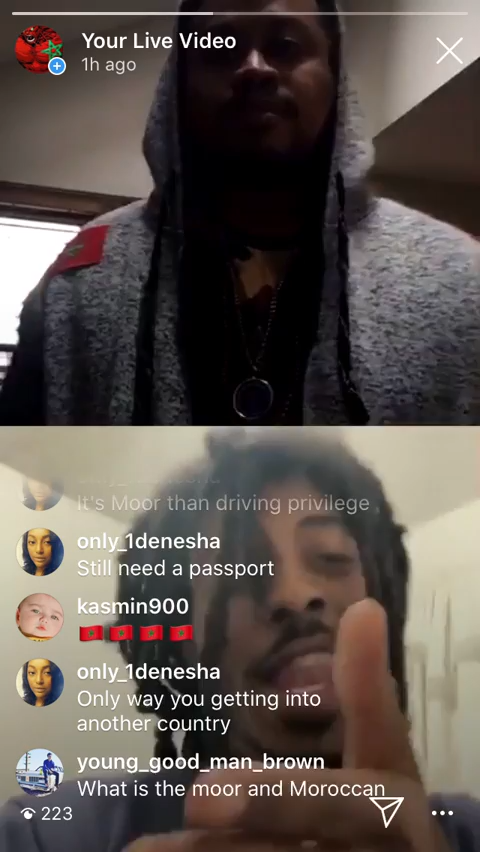 Your Live Video
1h ago
It's Moor than driving privilege
only_1denesha
Still need a passport
kasmin900
🇲🇦 🇲🇦 🇲🇦 🇲🇦
only_1denesha
Only way you getting into
another country
young_good_man_brown
What is the moor and Moroccan
223